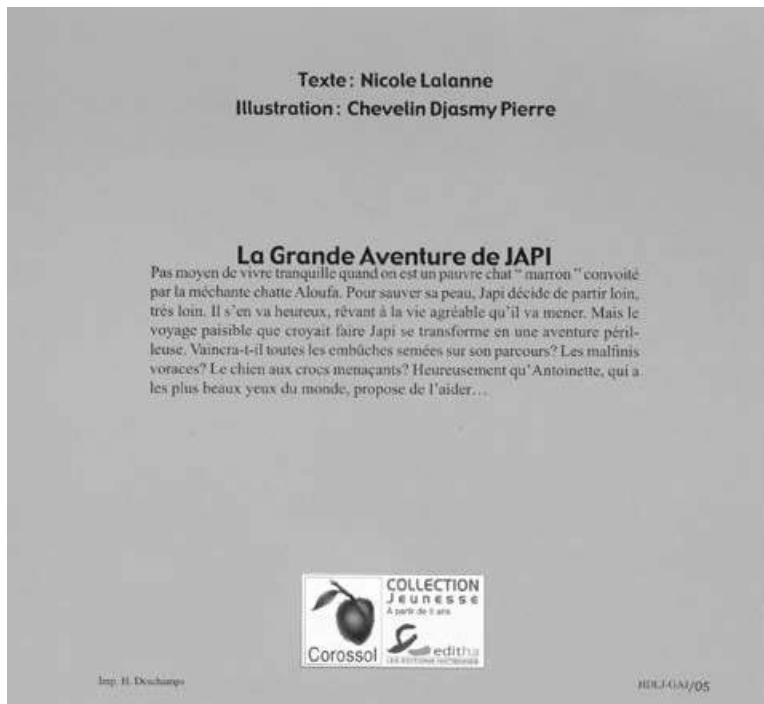 Texte : Nicole Lalanne
Illustration : Chevelin Djasmy Pierre
La Grande Aventure de JAPI
Pas moyen de vivre tranquille quand on est un pauvre chat “ marron ” convoité
par la méchante chatte Aloufa. Pour sauver sa peau, Japi décide de partir loin,
très loin. Il s’en va heureux, rêvant à la vie agréable qu’il va mener. Mais le
voyage paisible que croyait faire Japi se transforme en une aventure péril-
leuse. Vaincra-t-il toutes les embûches semées sur son parcours? Les malfinis
voraces? Le chien aux crocs menaçants? Heureusement qu’Antoinette, qui a
les plus beaux yeux du monde, propose de l’aider…
COLLECTION
Jeunesse
A partir de 5 ans
Corossol
editha
Imp. H. Deschamps